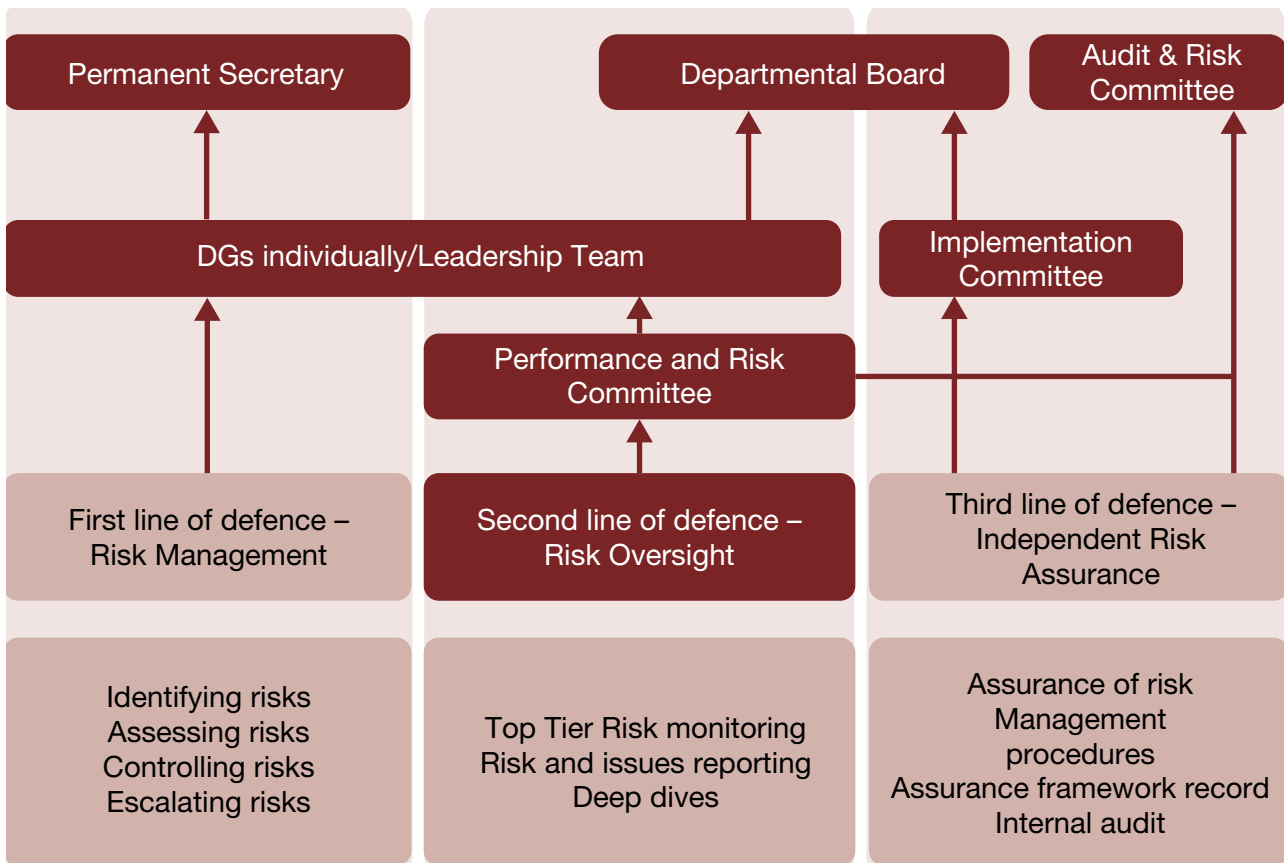 Permanent Secretary
Departmental Board
Audit & Risk
Committee
DGs individually/Leadership Team
Implementation
Committee
Performance and Risk
Committee
First line of defence –
Risk Management
Second line of defence –
Risk Oversight
Third line of defence –
Independent Risk
Assurance
Identifying risks
Assessing risks
Controlling risks
Escalating risks
Top Tier Risk monitoring
Risk and issues reporting
Deep dives
Assurance of risk
Management
procedures
Assurance framework record
Internal audit